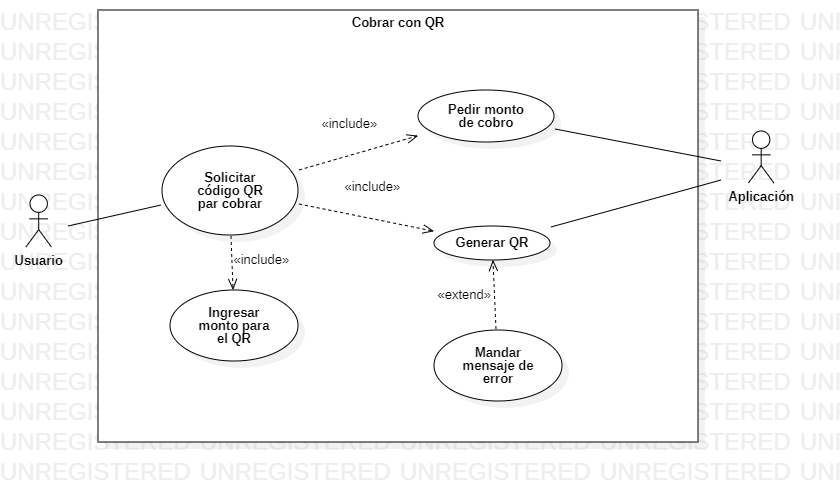 Cobrar con QR
Pedir monto
de cobro
«include»
Solicitar
código QR
par cobrar
«include»
Aplicación
Generar QR
Usuario
«include»
«extend»
Ingresar
monto para
el QR
Mandar
mensaje de
error
UNREGISTERED UNREGISTERED UNREGISTERED UNREGISTERED